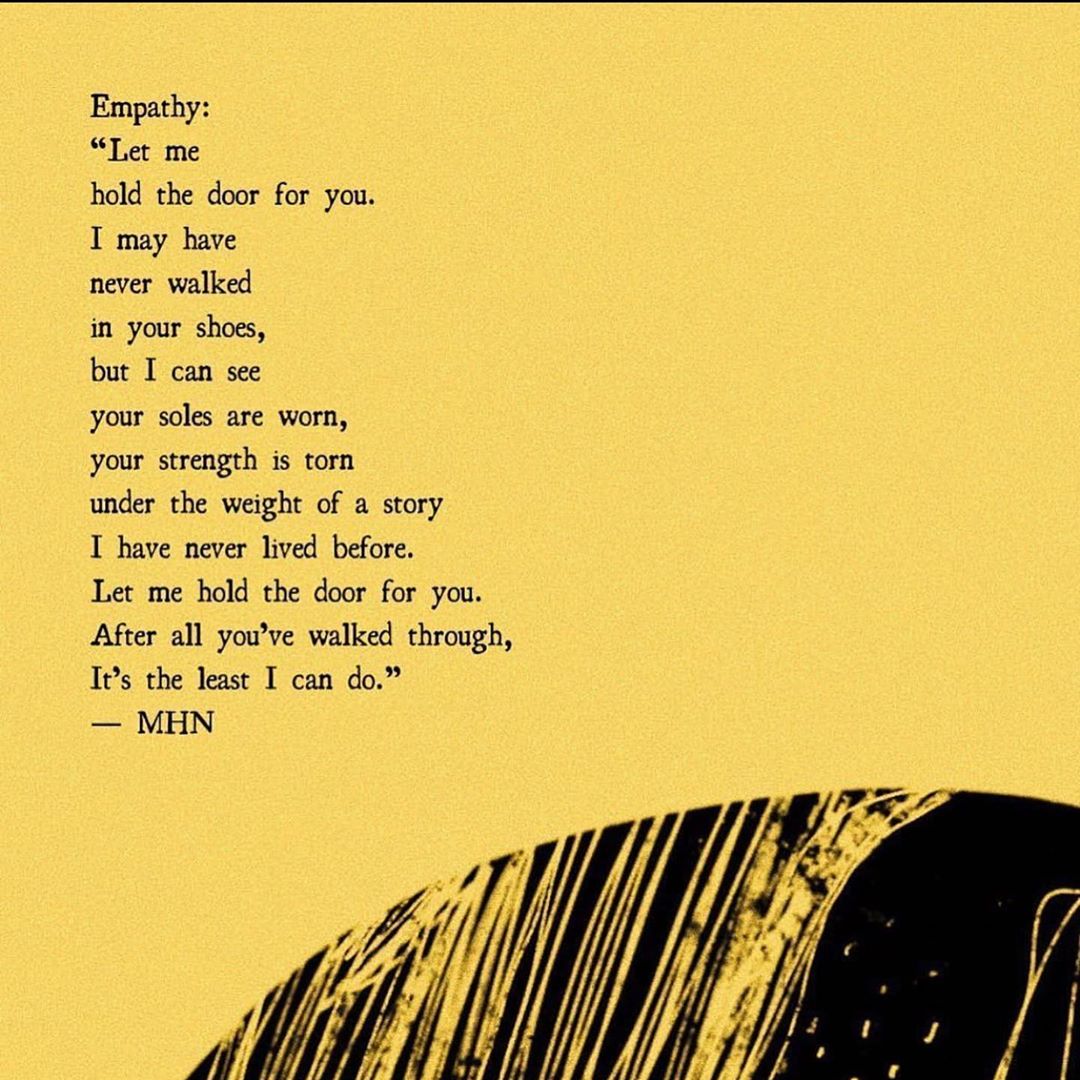 Empathy:
“Let me
hold the door for you.
I may have
never walked
in your shoes,
but I can see
your soles are worn,
your strength is torn
under the weight of a story
I have never lived before.
Let me hold the door for you.
After all you’ve walked through,
It’s the least I can do.”
— MHN